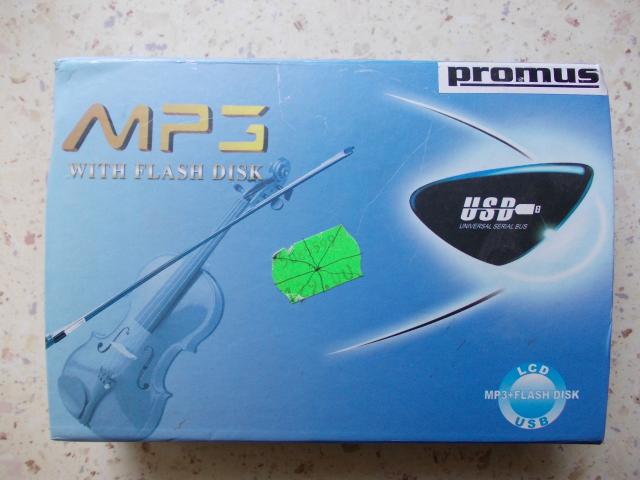 promus
MP3
WITH FLASH DISK
USB
UNIVERSAL SERIAL BUS
LCD
MP3+FLASH DISK
USB